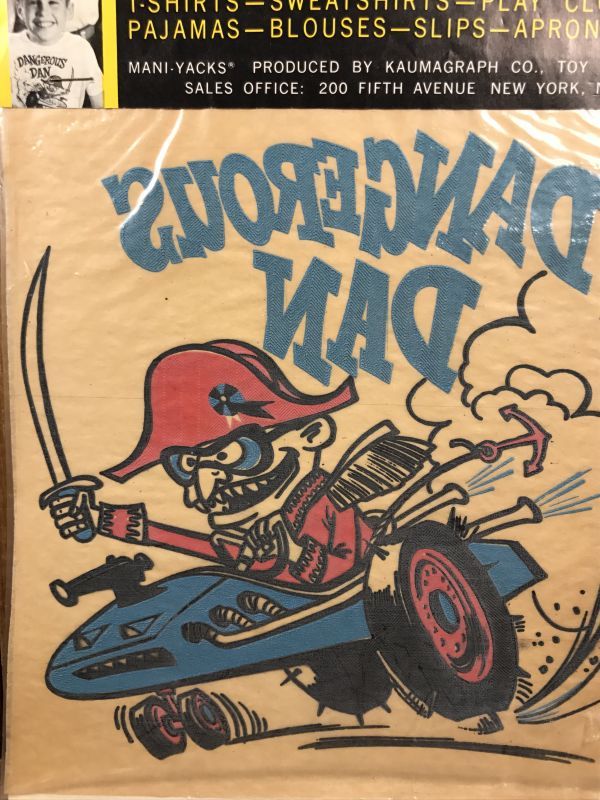 T-SHIRTS—SWEATSHIRTS—PLAY
PAJAMAS—BLOUSES—SLIPS—APRON
MANI-YACKS® PRODUCED BY KAUMAGRAPH CO., TOY
SALES OFFICE: 200 FIFTH AVENUE NEW YORK,
DANGEROUS
DAN
DANGEROUS
DAN